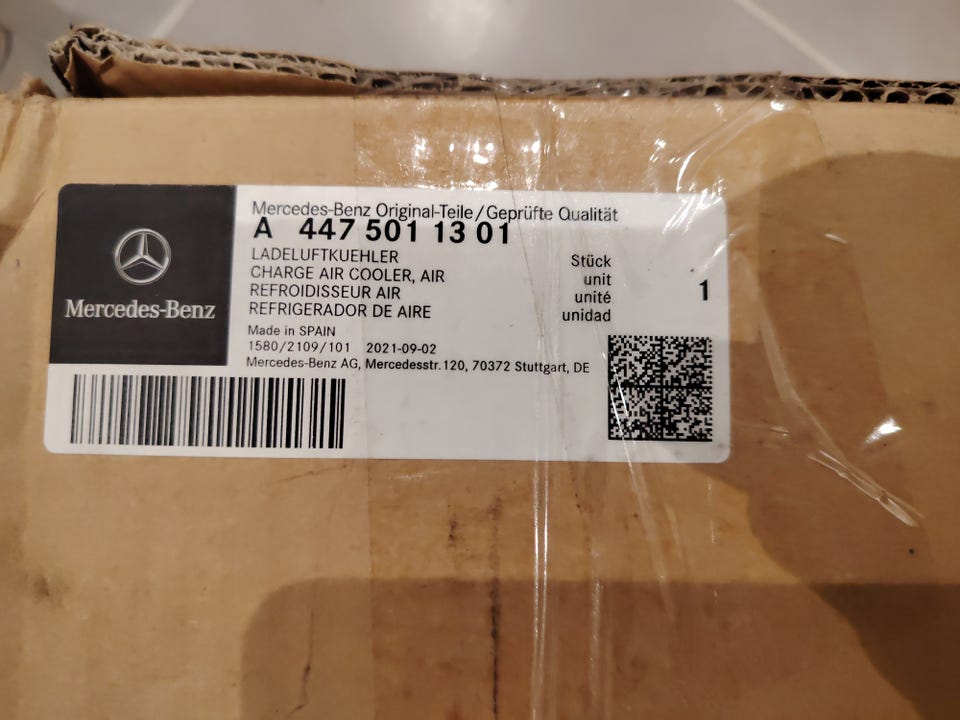 Mercedes-Benz Original-Teile/Geprüfte Qualität
A 447 501 13 01
LADELUFTKUEHLER
CHARGE AIR COOLER, AIR
REFROIDISSEUR AIR
REFRIGERADOR DE AIRE
Stück
unit
unité
unidad
1
Mercedes-Benz
Made in SPAIN
1580/2109/101 2021-09-02
Mercedes-Benz AG, Mercedesstr.120, 70372 Stuttgart, DE